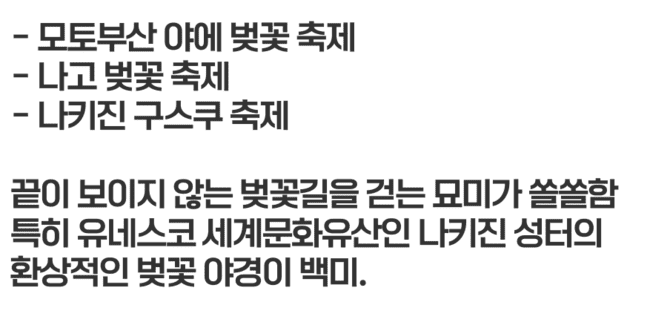 - 모토부산 야에 벚꽃 축제
- 나고 벚꽃 축제
- 나키진 구스쿠 축제
끝이 보이지 않는 벚꽃길을 걷는 묘미가 쏠쏠함
특히 유네스코 세계문화유산인 나키진 성터의
환상적인 벚꽃 야경이 백미.